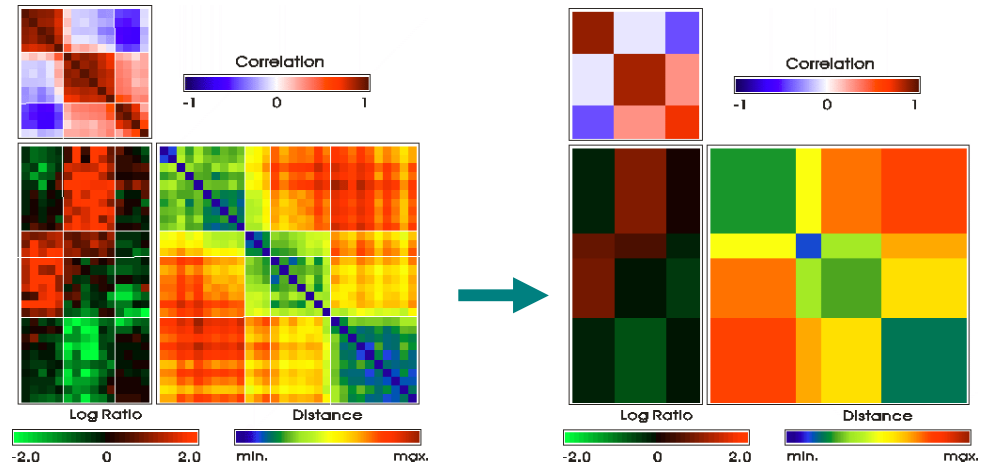 Correlation
-1 0 1
Log Ratio
Distance
-2.0 0 2.0
min. max.
Correlation
-1 0 1
Log Ratio
Distance
-2.0 0 2.0
min. max.